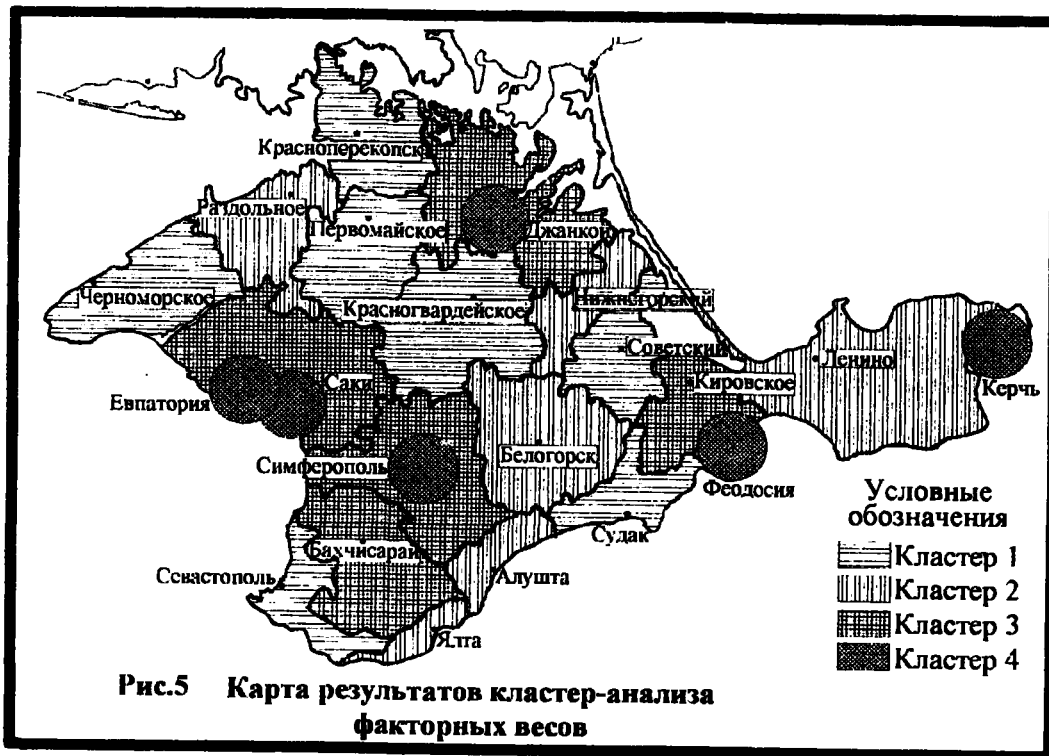 Красноперекопск
Раздольное
Первомайское
Джанкой
Черноморское
Красногвардейское
Нижнегорский
Советский
Ленино
Кировское
Керчь
Саки
Евпатория
Симферополь
Белогорск
Феодосия
Судак
Бахчисарай
Севастополь
Алушта
Ялта
Условные
обозначения
Кластер 1
Кластер 2
Кластер 3
Кластер 4
Рис.5 Карта результатов кластер-анализа
факторных весов